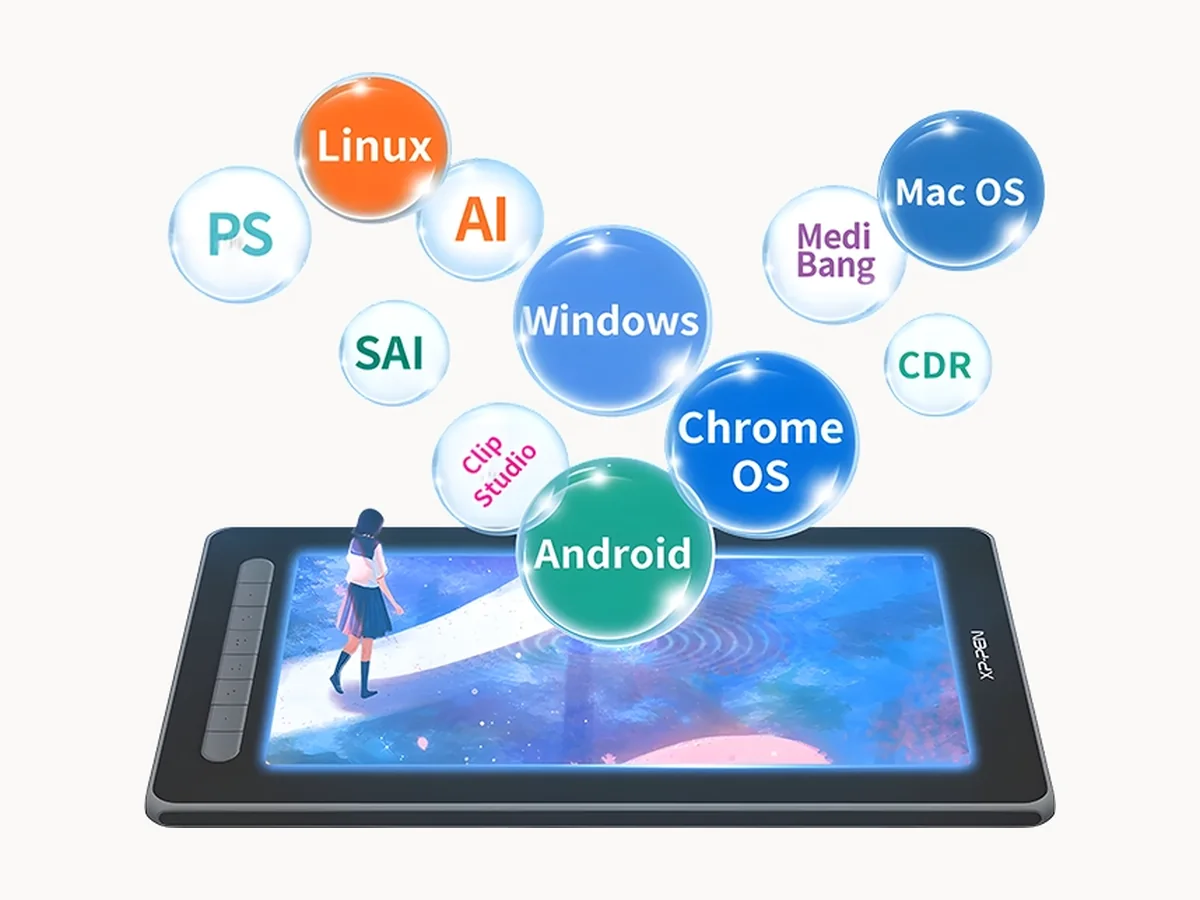 Linux
PS
AI
Mac OS
Medi
Bang
Windows
SAI
CDR
Chrome
OS
Clip
Studio
Android
XPPEN